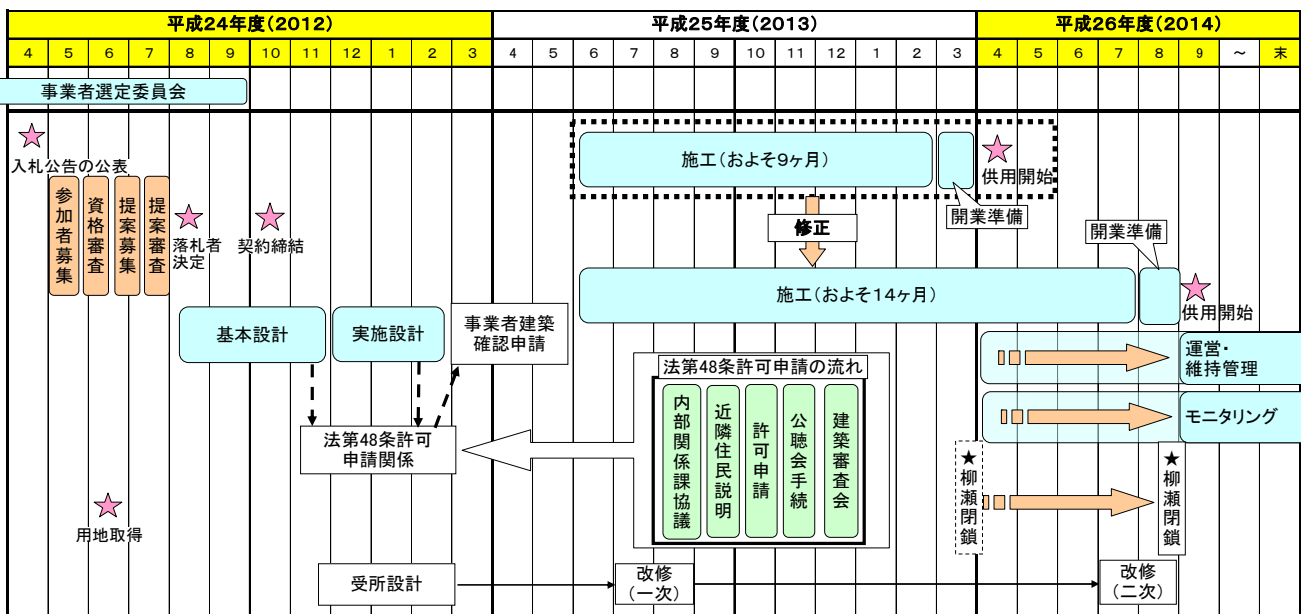 平成24年度(2012) 平成25年度(2013) 平成26年度(2014)
4 5 6 7 8 9 10 11 12 1 2 3 4 5 6 7 8 9 10 11 12 1 2 3 4 5 6 7 8 9 ～ 末
事業者選定委員会
入札公告の公表
参加者募集
資格審査
提案募集
提案審査
落札者
決定
契約締結
施工(およそ9ヶ月)
供用開始
開業準備
修正
開業準備
施工(およそ14ヶ月)
供用開始
基本設計
実施設計
事業者建築
確認申請
運営・
維持管理
モニタリング
法第48条許可申請の流れ
内部関係課協議
近隣住民説明
許可申請
公聴会手続
建築審査会
法第48条許可
申請関係
★柳瀬閉鎖
★柳瀬閉鎖
用地取得
受所設計
改修
(一次)
改修
(二次)